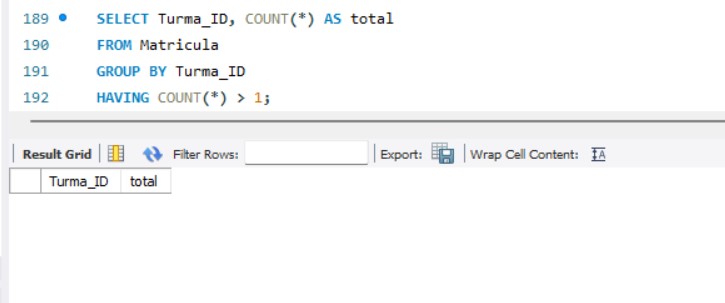 189 SELECT Turma_ID, COUNT(*) AS total
190 FROM Matricula
191 GROUP BY Turma_ID
192 HAVING COUNT(*) > 1;
Result Grid Filter Rows: Export: Wrap Cell Content: IA
Turma_ID total